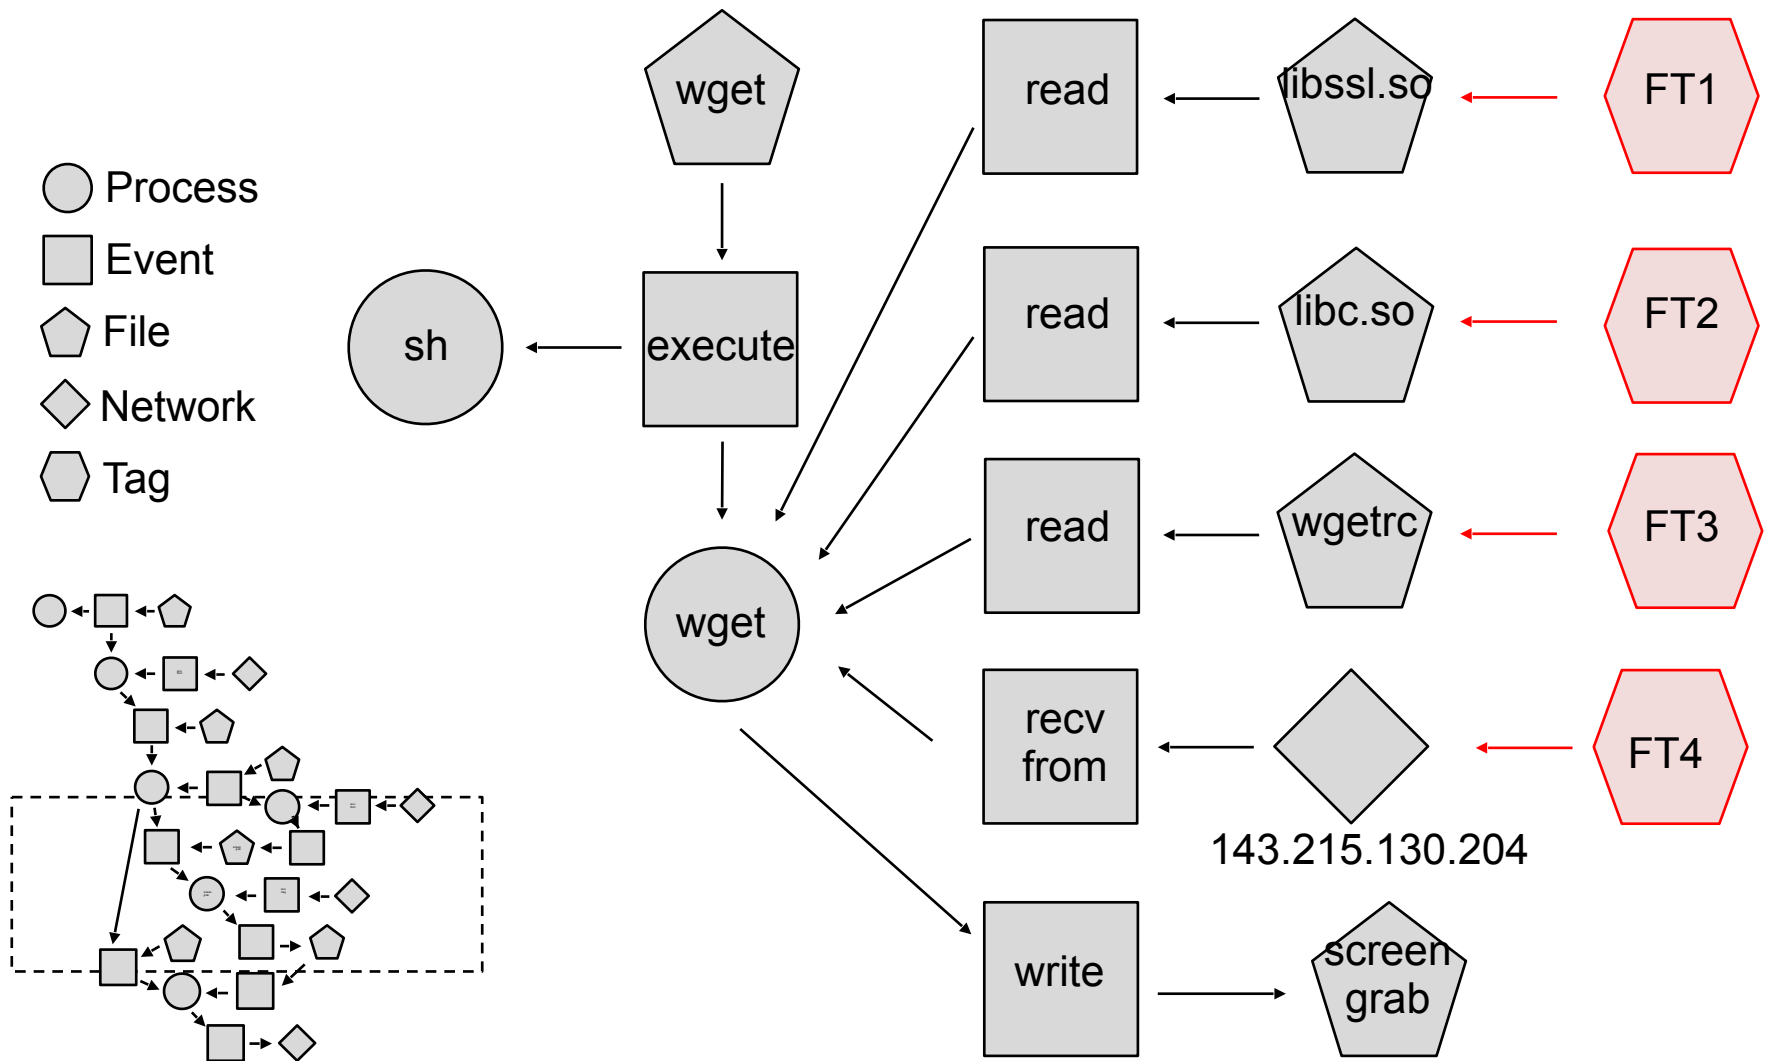 Process
Event
File
Network
Tag
wget
sh
execute
wget
read
libssl.so
FT1
read
libc.so
FT2
read
wgetrc
FT3
recv
from
143.215.130.204
FT4
write
screen
grab